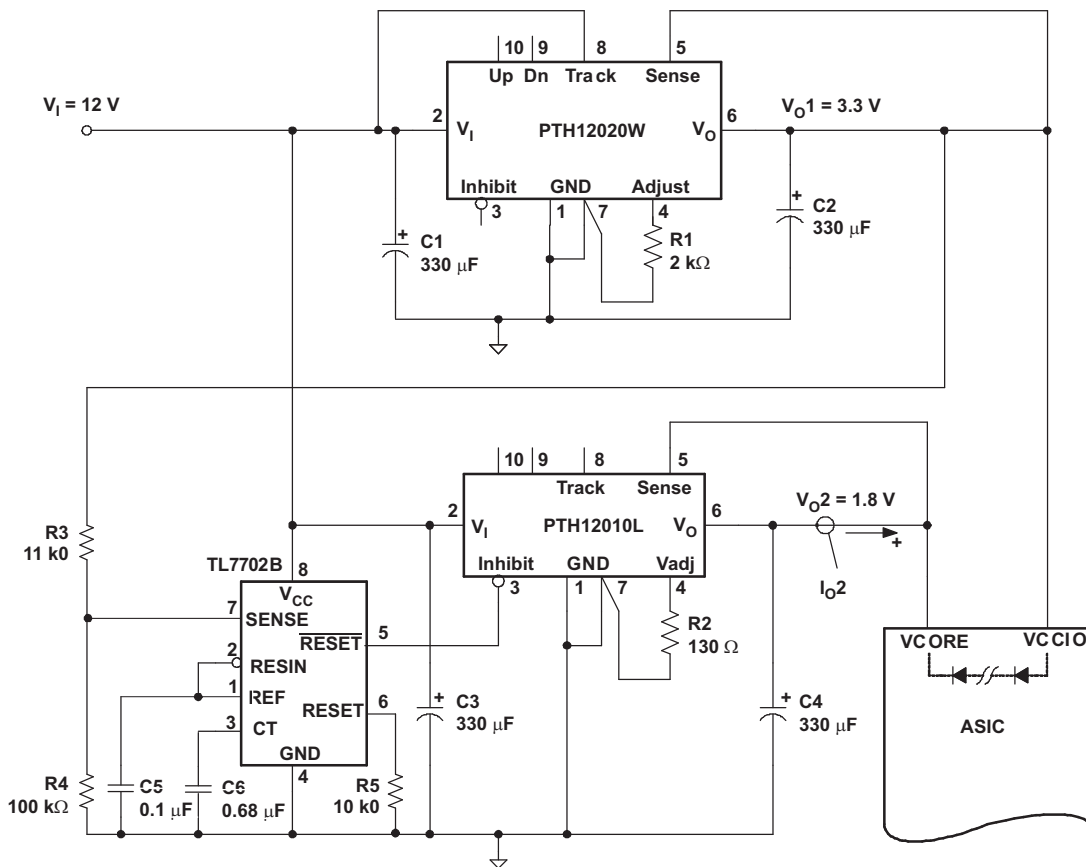 10 9 8 5
Up Dn Track Sense
V_I = 12 V
2 V_I PTH12020W V_O 6
V_O1 = 3.3 V
Inhibit GND Adjust
3 1 7 4
+ C1
330 μF
R1
2 kΩ
+ C2
330 μF
10 9 8 5
Track Sense
2 V_I PTH12010L V_O 6
V_O2 = 1.8 V
+
I_O2
Inhibit GND Vadj
3 1 7 4
R2
130 Ω
R3
11 k0
TL7702B
8
V_CC
7 SENSE
RESET 5
2 RESIN
1 REF
RESET 6
3 CT
GND
4
+ C3
330 μF
+ C4
330 μF
R4
100 kΩ
C5
0.1 μF
C6
0.68 μF
R5
10 k0
VCORE VCCIO
ASIC